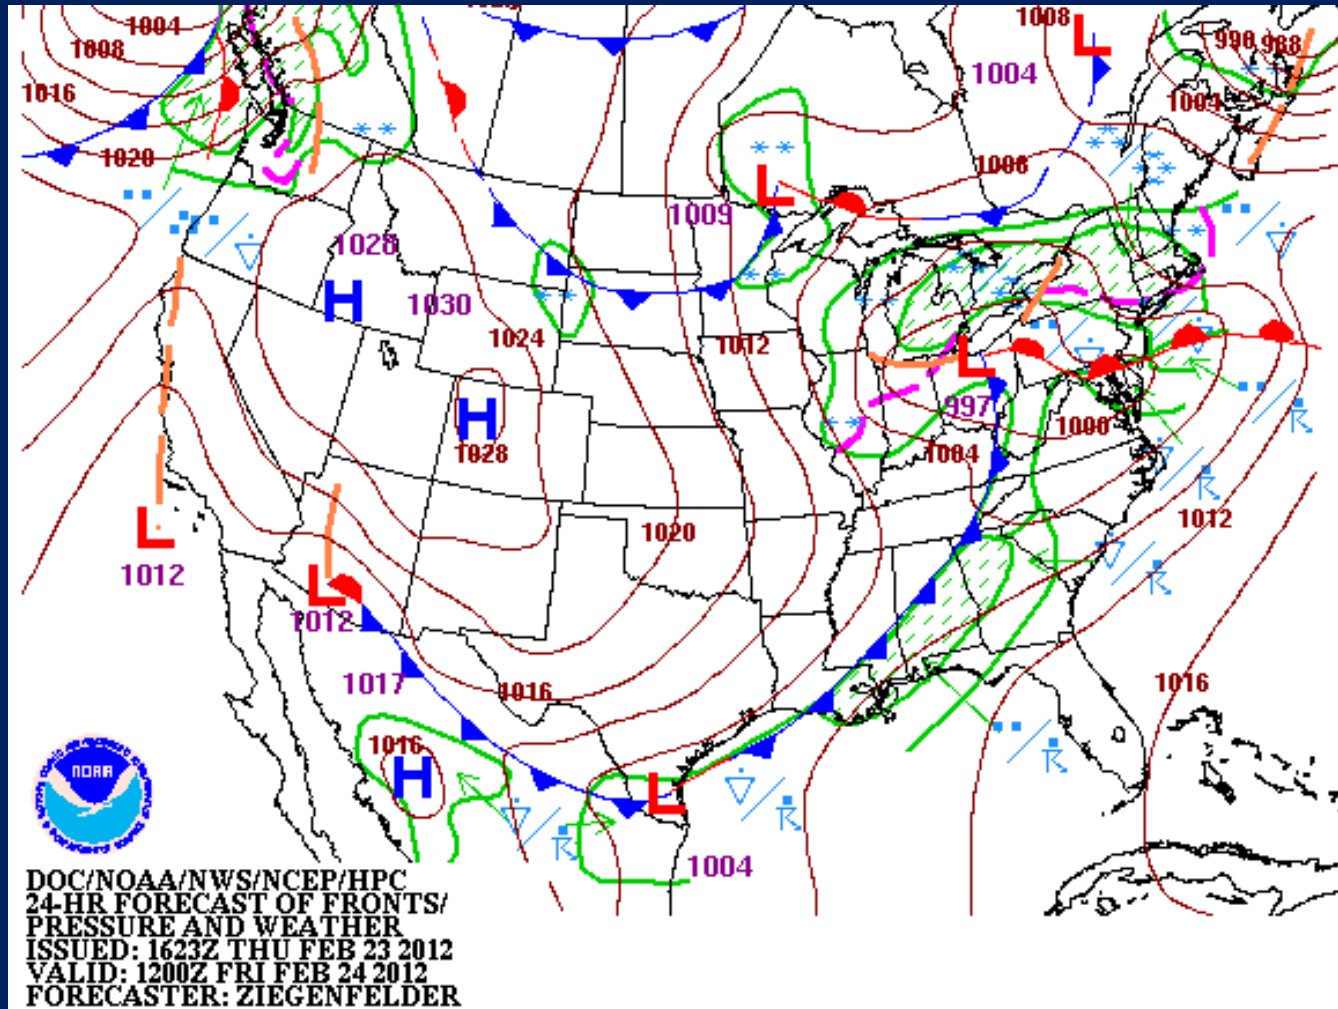 1004
1008
1016
1020
1008
1004
996 988
1004
1008
1009
1028
H
1030
1024
H
1028
1012
L
997
1000
1004
1012
1020
L
1012
L
1012
1017
1016
1016
H
1016
L
1004
L
L
NOAA
DOC/NOAA/NWS/NCEP/HPC
24-HR FORECAST OF FRONTS/
PRESSURE AND WEATHER
ISSUED: 1623Z THU FEB 23 2012
VALID: 1200Z FRI FEB 24 2012
FORECASTER: ZIEGENFELDER